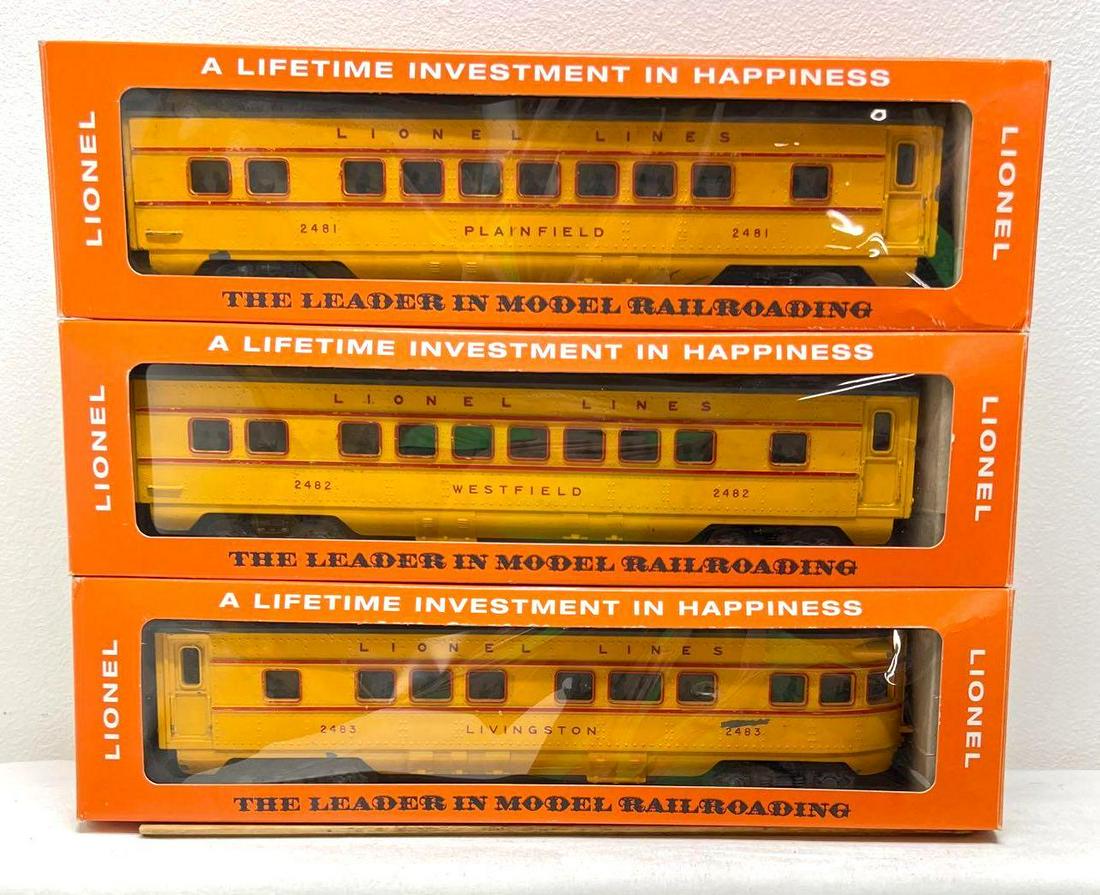 A LIFETIME INVESTMENT IN HAPPINESS
LIONEL
LIONEL LINES
2481 PLAINFIELD 2481
LIONEL
THE LEADER IN MODEL RAILROADING
A LIFETIME INVESTMENT IN HAPPINESS
LIONEL
LIONEL LINES
2482 WESTFIELD 2482
LIONEL
THE LEADER IN MODEL RAILROADING
A LIFETIME INVESTMENT IN HAPPINESS
LIONEL
LIONEL LINES
2483 LIVINGSTON 2483
LIONEL
THE LEADER IN MODEL RAILROADING